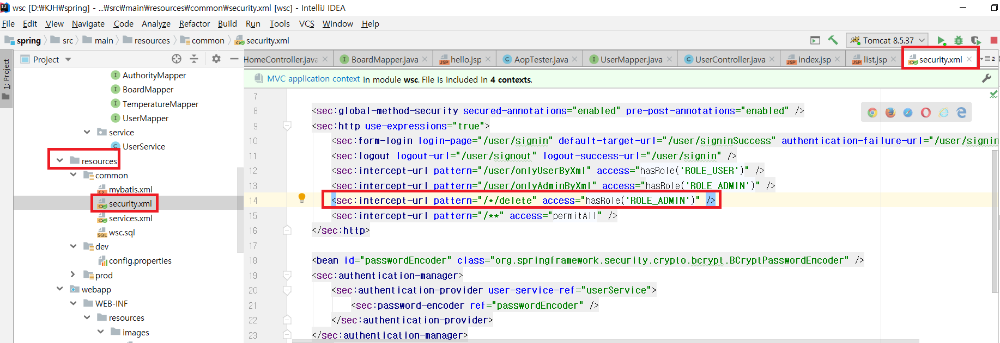 wsc [D:₩KJH₩spring] - ...₩src₩main₩resources₩common₩security.xml [wsc] - IntelliJ IDEA
File Edit View Navigate Code Analyze Refactor Build Run Tools VCS Window Help
spring src main resources common security.xml Tomcat 8.5.37
1: Project
Project
AuthorityMapper
BoardMapper
TemperatureMapper
UserMapper
service
UserService
resources
common
mybatis.xml
security.xml
services.xml
wsc.sql
dev
config.properties
prod
webapp
WEB-INF
resources
images
HomeController.java BoardMapper.java hello.jsp AopTester.java UserMapper.java UserController.java index.jsp list.jsp security.xml 2
MVC application context in module wsc. File is included in 4 contexts.
7
8 <sec:global-method-security secured-annotations="enabled" pre-post-annotations="enabled" />
9 <sec:http use-expressions="true">
10 <sec:form-login login-page="/user/signin" default-target-url="/user/signinSuccess" authentication-failure-url="/user/signin
11 <sec:logout logout-url="/user/signout" logout-success-url="/user/signin" />
12 <sec:intercept-url pattern="/user/onlyUserByXml" access="hasRole('ROLE_USER')" />
13 <sec:intercept-url pattern="/user/onlyAdminByXml" access="hasRole('ROLE_ADMIN')" />
14 <sec:intercept-url pattern="/*/delete" access="hasRole('ROLE_ADMIN')" />
15 <sec:intercept-url pattern="/**" access="permitAll" />
16 </sec:http>
17
18 <bean id="passwordEncoder" class="org.springframework.security.crypto.bcrypt.BCryptPasswordEncoder" />
19 <sec:authentication-manager>
20 <sec:authentication-provider user-service-ref="userService">
21 <sec:password-encoder ref="passwordEncoder" />
22 </sec:authentication-provider>
23 </sec:authentication-manager>